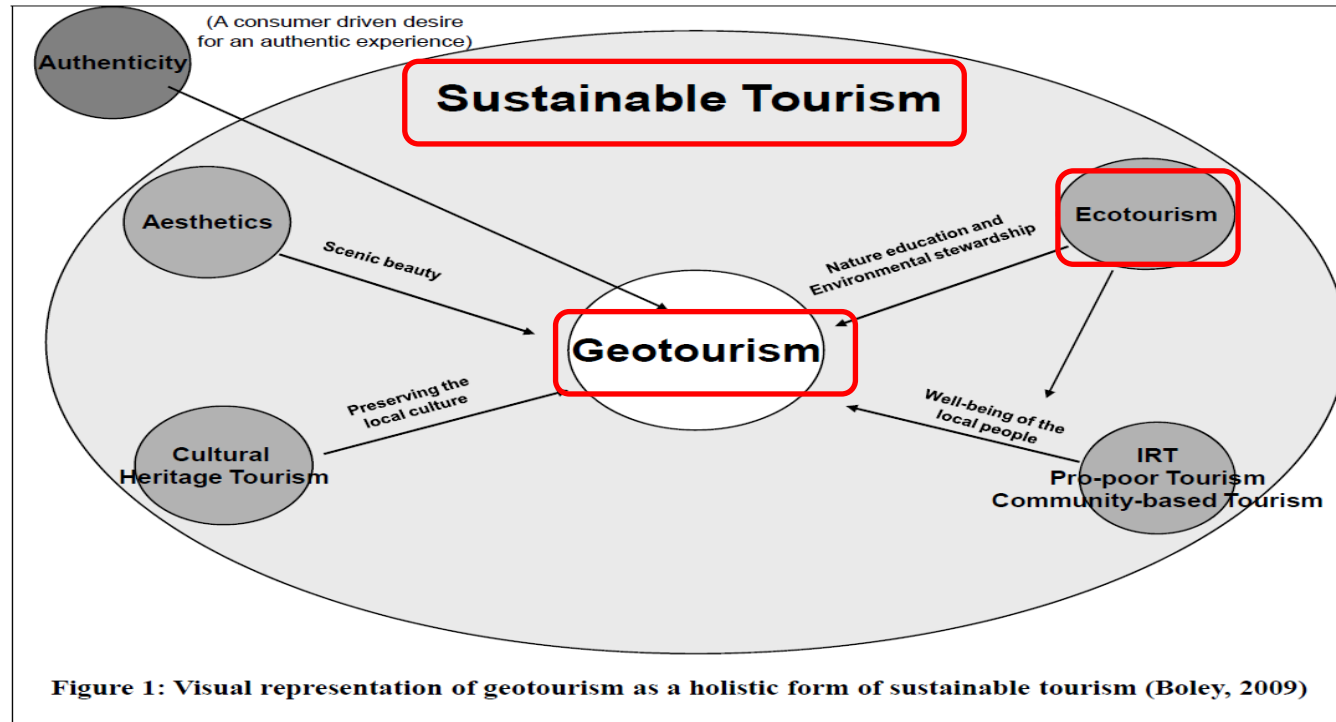 (A consumer driven desire
for an authentic experience)
Authenticity
Sustainable Tourism
Aesthetics
Ecotourism
Scenic beauty
Nature education and
Environmental stewardship
Geotourism
Preserving the
local culture
Well-being of the
local people
Cultural
Heritage Tourism
IRT
Pro-poor Tourism
Community-based Tourism
Figure 1: Visual representation of geotourism as a holistic form of sustainable tourism (Boley, 2009)